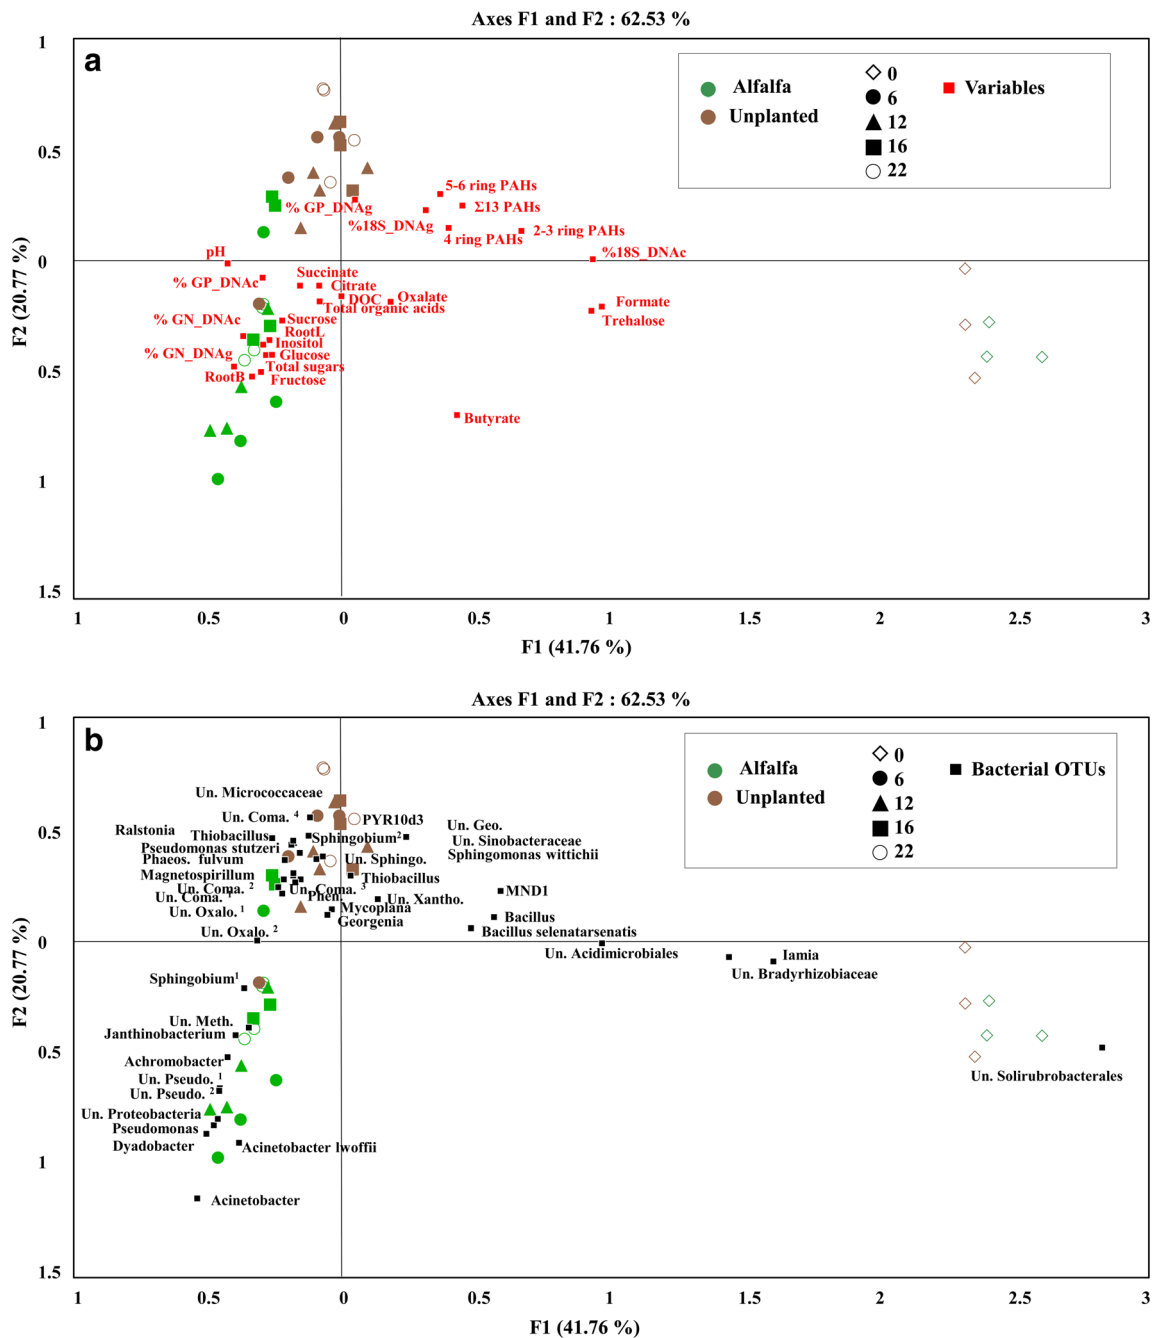 Axes F1 and F2 : 62.53 %
a
Alfalfa
Unplanted
0
6
12
16
22
Variables
1
0.5
0
0.5
1
1.5
F2 (20.77 %)
5-6 ring PAHs
% GP_DNAg
Σ13 PAHs
%18S_DNAg
4 ring PAHs
2-3 ring PAHs
pH
%18S_DNAc
Succinate
% GP_DNAc
Citrate
DOC
Oxalate
Total organic acids
Formate
Trehalose
% GN_DNAc
Sucrose
RootL
Inositol
% GN_DNAg
Glucose
Total sugars
RootB
Fructose
Butyrate
1
0.5
0
0.5
1
1.5
2
2.5
3
F1 (41.76 %)
Axes F1 and F2 : 62.53 %
b
Alfalfa
Unplanted
0
6
12
16
22
Bacterial OTUs
1
0.5
0
0.5
1
1.5
F2 (20.77 %)
Un. Micrococcaceae
Un. Coma. 4
PYR10d3
Ralstonia
Thiobacillus
Sphingobium2
Un. Geo.
Pseudomonas stutzeri
Un. Sinobacteraceae
Phaeos. fulvum
Un. Sphingo.
Sphingomonas wittichii
Magnetospirillum
Thiobacillus
Un. Coma. 2
Un. Coma. 3
MND1
Un. Coma. 1
Phen.
Un. Xantho.
Un. Oxalo. 1
Mycoplana
Georgenia
Bacillus
Un. Oxalo. 2
Bacillus selenatarsenatis
Un. Acidimicrobiales
Iamia
Un. Bradyrhizobiaceae
Sphingobium1
Un. Meth.
Janthinobacterium
Achromobacter
Un. Pseudo. 1
Un. Pseudo. 2
Un. Solirubrobacterales
Un. Proteobacteria
Pseudomonas
Dyadobacter
Acinetobacter lwoffii
Acinetobacter
1
0.5
0
0.5
1
1.5
2
2.5
3
F1 (41.76 %)